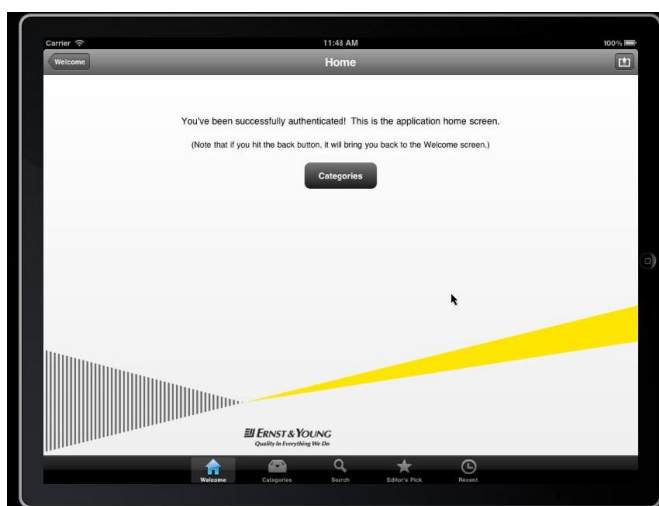 Carrier
11:48 AM
100%
Welcome
Home
You've been successfully authenticated! This is the application home screen.
(Note that if you hit the back button, it will bring you back to the Welcome screen.)
Categories
ERNST & YOUNG
Quality In Everything We Do
Welcome
Categories
Search
Editor's Pick
Recent